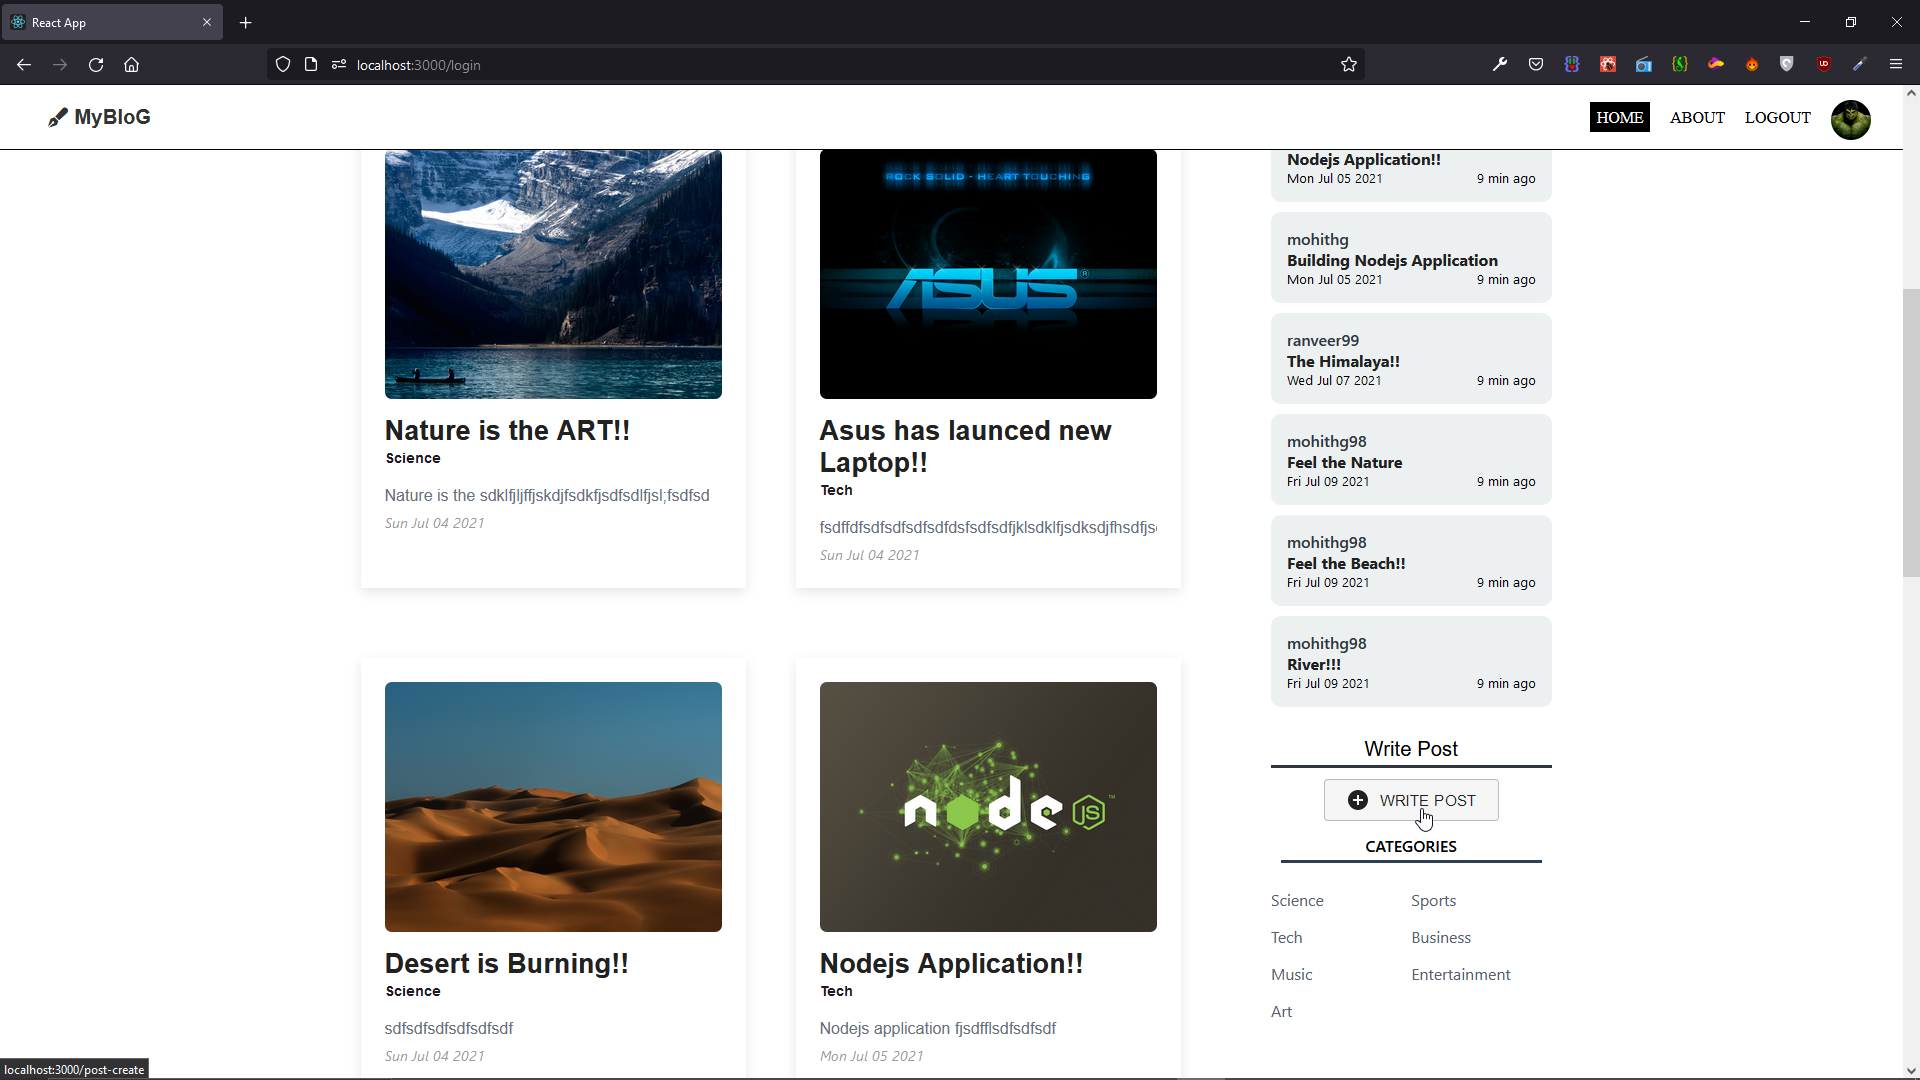 React App
localhost:3000/login
MyBloG
HOME
ABOUT
LOGOUT
ROCK SOLID - HEART TOUCHING
ASUS
Nature is the ART!!
Science
Nature is the sdklfjljffjskdjfsdkfjsdfsdlfjsl;fsdfsd
Sun Jul 04 2021
Asus has launced new
Laptop!!
Tech
fsdffdfsdfsdfsdfsdfdsfsdfsdfjklsdklfjsdksdjfhsdfjs
Sun Jul 04 2021
node
JS
Desert is Burning!!
Science
sdfsdfsdfsdfsdfsdf
Sun Jul 04 2021
Nodejs Application!!
Tech
Nodejs application fjsdfflsdfsdfsdf
Mon Jul 05 2021
Nodejs Application!!
Mon Jul 05 2021 9 min ago
mohithg
Building Nodejs Application
Mon Jul 05 2021 9 min ago
ranveer99
The Himalaya!!
Wed Jul 07 2021 9 min ago
mohithg98
Feel the Nature
Fri Jul 09 2021 9 min ago
mohithg98
Feel the Beach!!
Fri Jul 09 2021 9 min ago
mohithg98
River!!!
Fri Jul 09 2021 9 min ago
Write Post
WRITE POST
CATEGORIES
Science Sports
Tech Business
Music Entertainment
Art
localhost:3000/post-create